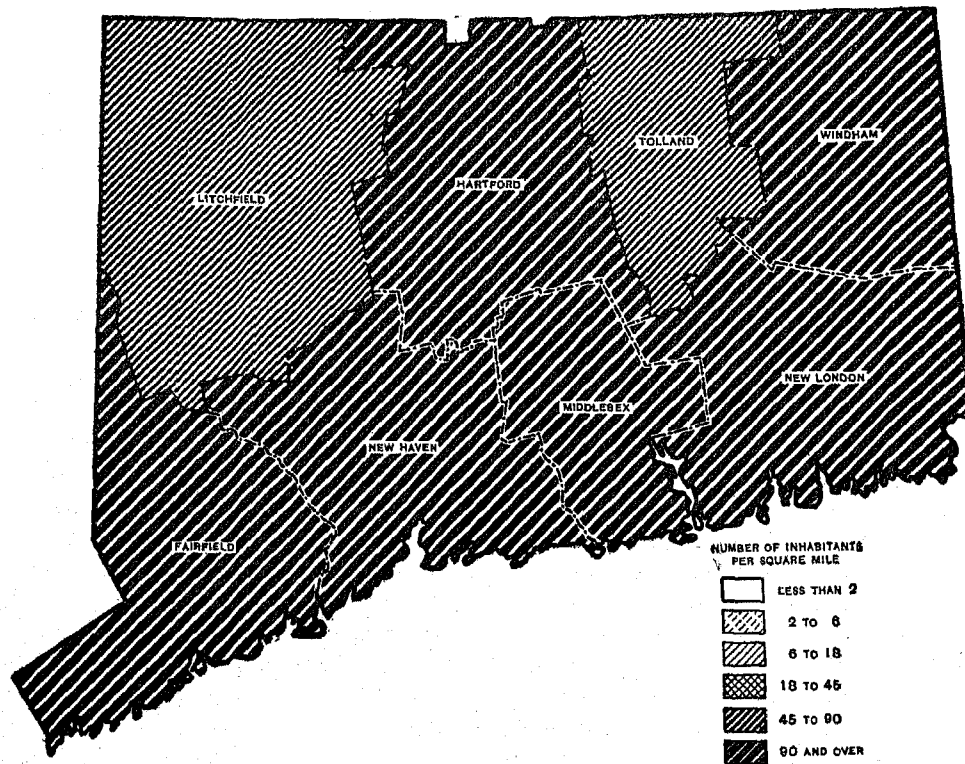 WINDHAM
TOLLAND
HARTFORD
LITCHFIELD
NEW LONDON
MIDDLESEX
NEW HAVEN
FAIRFIELD
NUMBER OF INHABITANTS
PER SQUARE MILE
LESS THAN 2
2 TO 6
6 TO 18
18 TO 45
45 TO 90
90 AND OVER